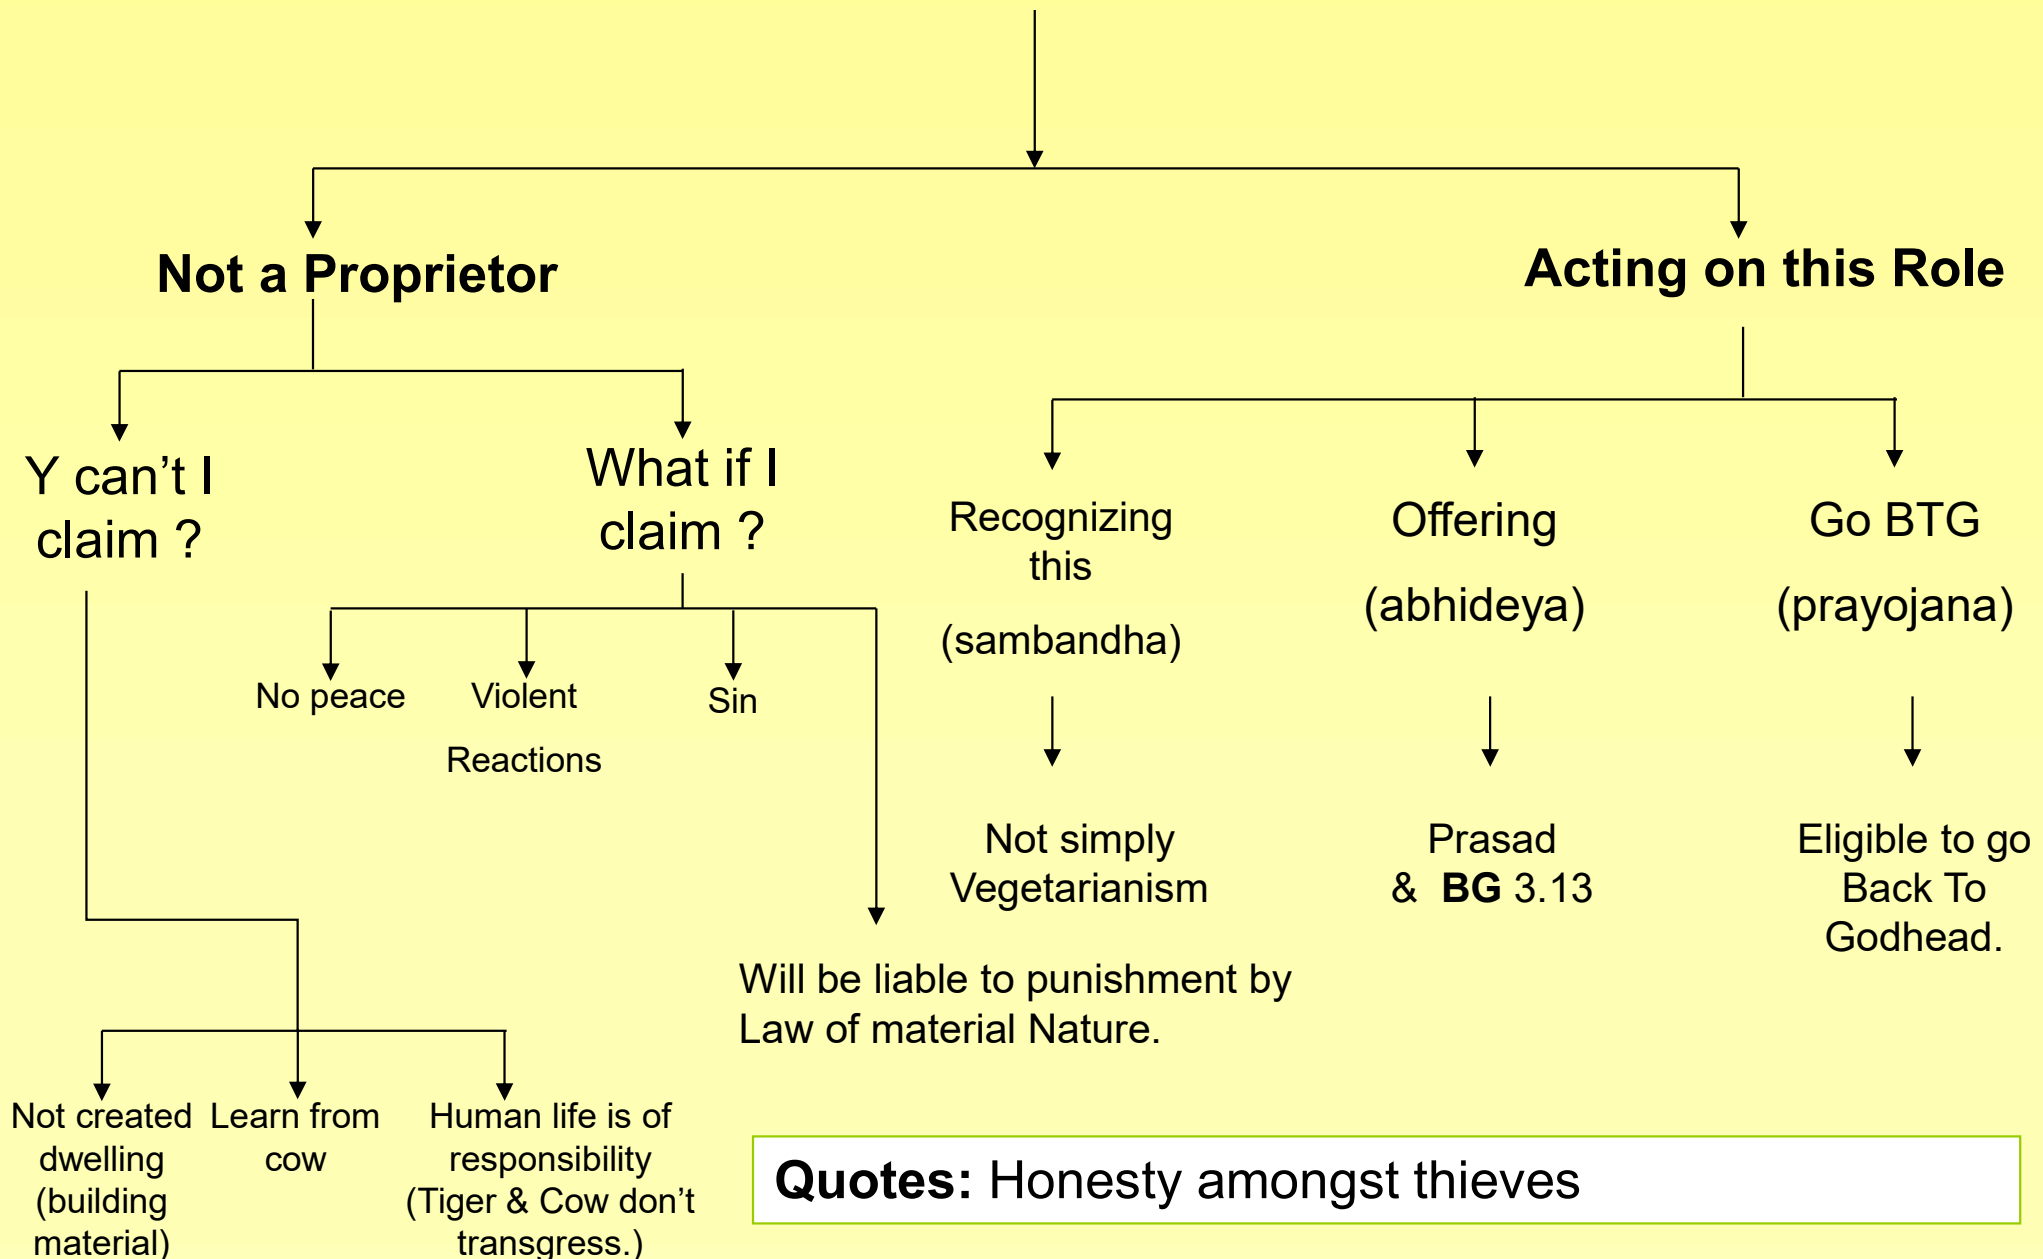 Not a Proprietor
Acting on this Role
Y can’t I
claim ?
What if I
claim ?
Recognizing
this
(sambandha)
Offering
(abhideya)
Go BTG
(prayojana)
No peace
Violent
Reactions
Sin
Not simply
Vegetarianism
Prasad
& BG 3.13
Eligible to go
Back To
Godhead.
Will be liable to punishment by
Law of material Nature.
Not created
dwelling
(building
material)
Learn from
cow
Human life is of
responsibility
(Tiger & Cow don’t
transgress.)
Quotes: Honesty amongst thieves